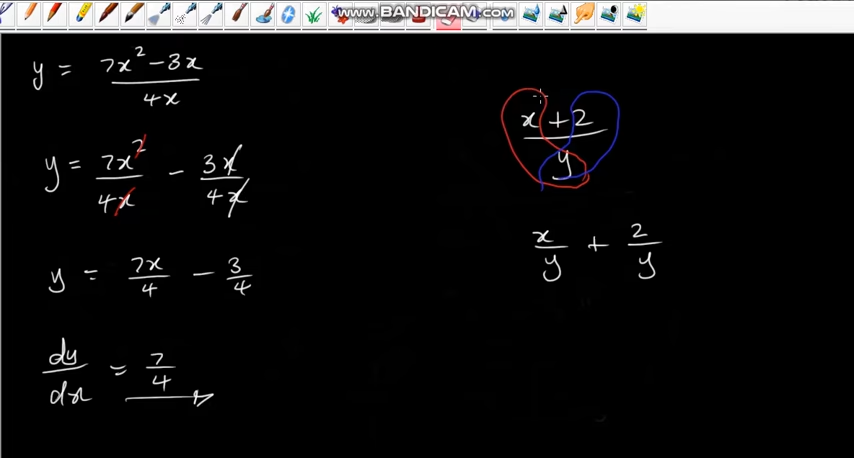 www.BANDICAM.com
y = (7x² - 3x)/(4x)
y = 7x²/4x - 3x/4x
y = 7x/4 - 3/4
dy/dx = 7/4
(x + 2)/y
x/y + 2/y